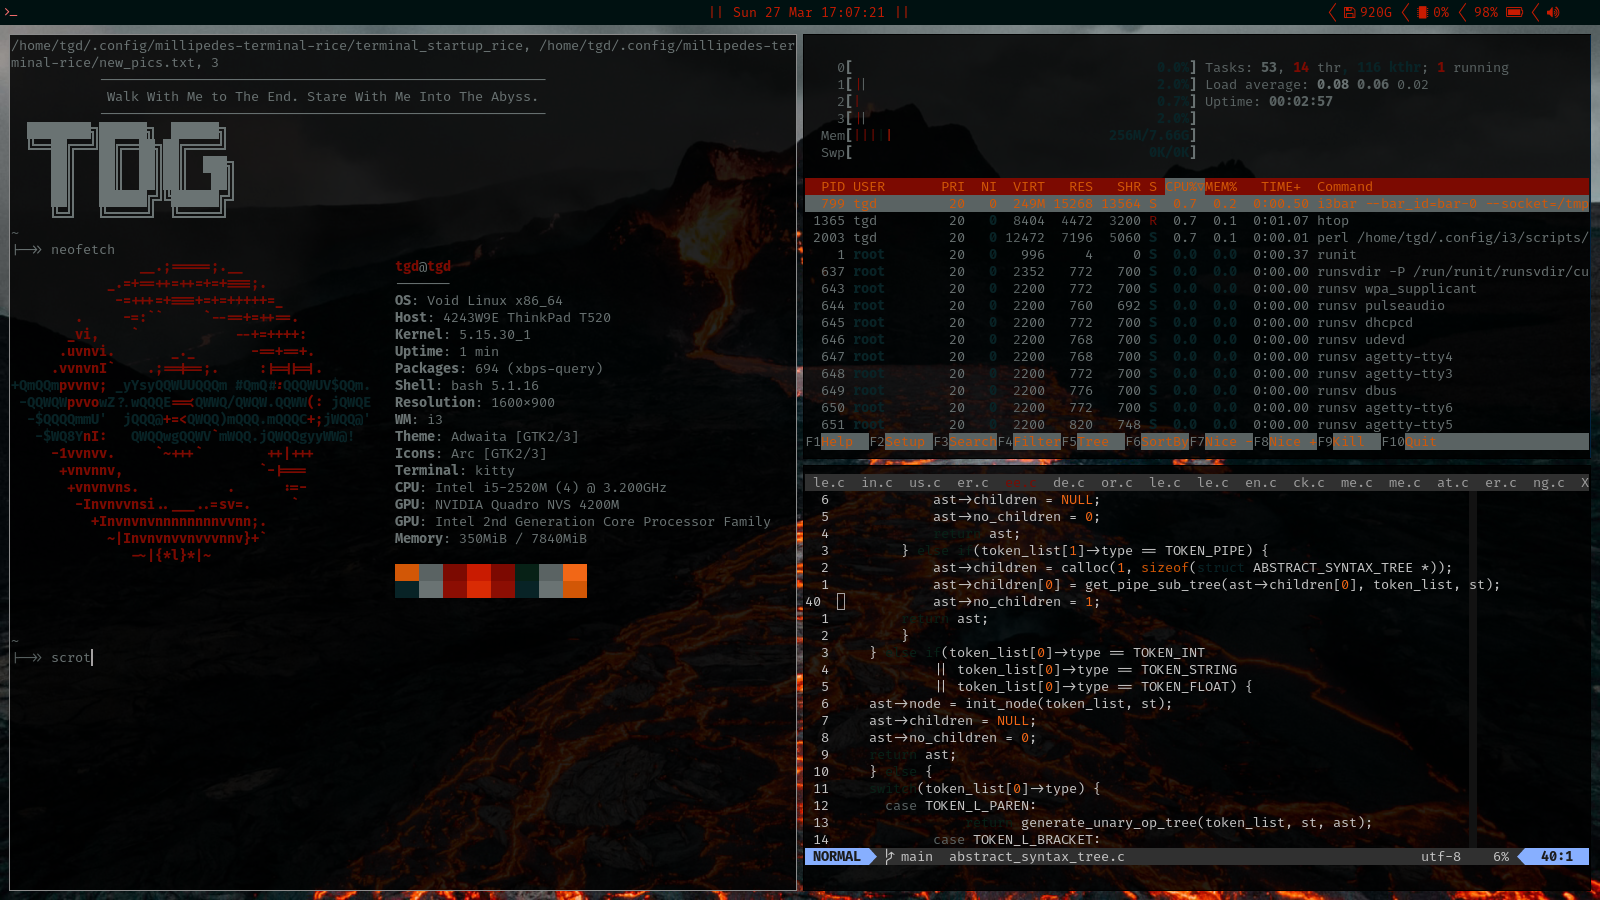 >_
|| Sun 27 Mar 17:07:21 ||
920G 0% 98%
/home/tgd/.config/millipedes-terminal-rice/terminal_startup_rice, /home/tgd/.config/millipedes-ter
minal-rice/new_pics.txt, 3
Walk With Me to The End. Stare With Me Into The Abyss.
TDG
~
neofetch
tgd@tgd
OS: Void Linux x86_64
Host: 4243W9E ThinkPad T520
Kernel: 5.15.30_1
Uptime: 1 min
Packages: 694 (xbps-query)
Shell: bash 5.1.16
Resolution: 1600×900
WM: i3
Theme: Adwaita [GTK2/3]
Icons: Arc [GTK2/3]
Terminal: kitty
CPU: Intel i5-2520M (4) @ 3.200GHz
GPU: NVIDIA Quadro NVS 4200M
GPU: Intel 2nd Generation Core Processor Family
Memory: 350MiB / 7840MiB
~
scrot
0[ 0.0%]
1[|| 2.0%]
2[| 0.7%]
3[|| 2.0%]
Mem[||||| 256M/7.66G]
Swp[ 0K/0K]
Tasks: 53, 14 thr, 116 kthr; 1 running
Load average: 0.08 0.06 0.02
Uptime: 00:02:57
PID USER PRI NI VIRT RES SHR S CPU%▽MEM% TIME+ Command
799 tgd 20 0 249M 15268 13564 S 0.7 0.2 0:00.50 i3bar --bar_id=bar-0 --socket=/tmp
1365 tgd 20 0 8404 4472 3200 R 0.7 0.1 0:01.07 htop
2003 tgd 20 0 12472 7196 5060 S 0.7 0.1 0:00.01 perl /home/tgd/.config/i3/scripts/
1 root 20 0 996 4 0 S 0.0 0.0 0:00.37 runit
637 root 20 0 2352 772 700 S 0.0 0.0 0:00.00 runsvdir -P /run/runit/runsvdir/cu
643 root 20 0 2200 772 700 S 0.0 0.0 0:00.00 runsv wpa_supplicant
644 root 20 0 2200 760 692 S 0.0 0.0 0:00.00 runsv pulseaudio
645 root 20 0 2200 772 700 S 0.0 0.0 0:00.00 runsv dhcpcd
646 root 20 0 2200 768 700 S 0.0 0.0 0:00.00 runsv udevd
647 root 20 0 2200 768 700 S 0.0 0.0 0:00.00 runsv agetty-tty4
648 root 20 0 2200 772 700 S 0.0 0.0 0:00.00 runsv agetty-tty3
649 root 20 0 2200 776 700 S 0.0 0.0 0:00.00 runsv dbus
650 root 20 0 2200 772 700 S 0.0 0.0 0:00.00 runsv agetty-tty6
651 root 20 0 2200 820 748 S 0.0 0.0 0:00.00 runsv agetty-tty5
F1Help F2Setup F3SearchF4FilterF5Tree F6SortByF7Nice -F8Nice +F9Kill F10Quit
le.c in.c us.c er.c de.c or.c le.c le.c en.c ck.c me.c me.c at.c er.c ng.c X
6 ast->children = NULL;
5 ast->no_children = 0;
4 return ast;
3 } else if(token_list[1]->type == TOKEN_PIPE) {
2 ast->children = calloc(1, sizeof(struct ABSTRACT_SYNTAX_TREE *));
1 ast->children[0] = get_pipe_sub_tree(ast->children[0], token_list, st);
40 ast->no_children = 1;
1 return ast;
2 }
3 } else if(token_list[0]->type == TOKEN_INT
4 || token_list[0]->type == TOKEN_STRING
5 || token_list[0]->type == TOKEN_FLOAT) {
6 ast->node = init_node(token_list, st);
7 ast->children = NULL;
8 ast->no_children = 0;
9 return ast;
10 } else {
11 switch(token_list[0]->type) {
12 case TOKEN_L_PAREN:
13 return generate_unary_op_tree(token_list, st, ast);
14 case TOKEN_L_BRACKET:
NORMAL main abstract_syntax_tree.c utf-8 6% 40:1